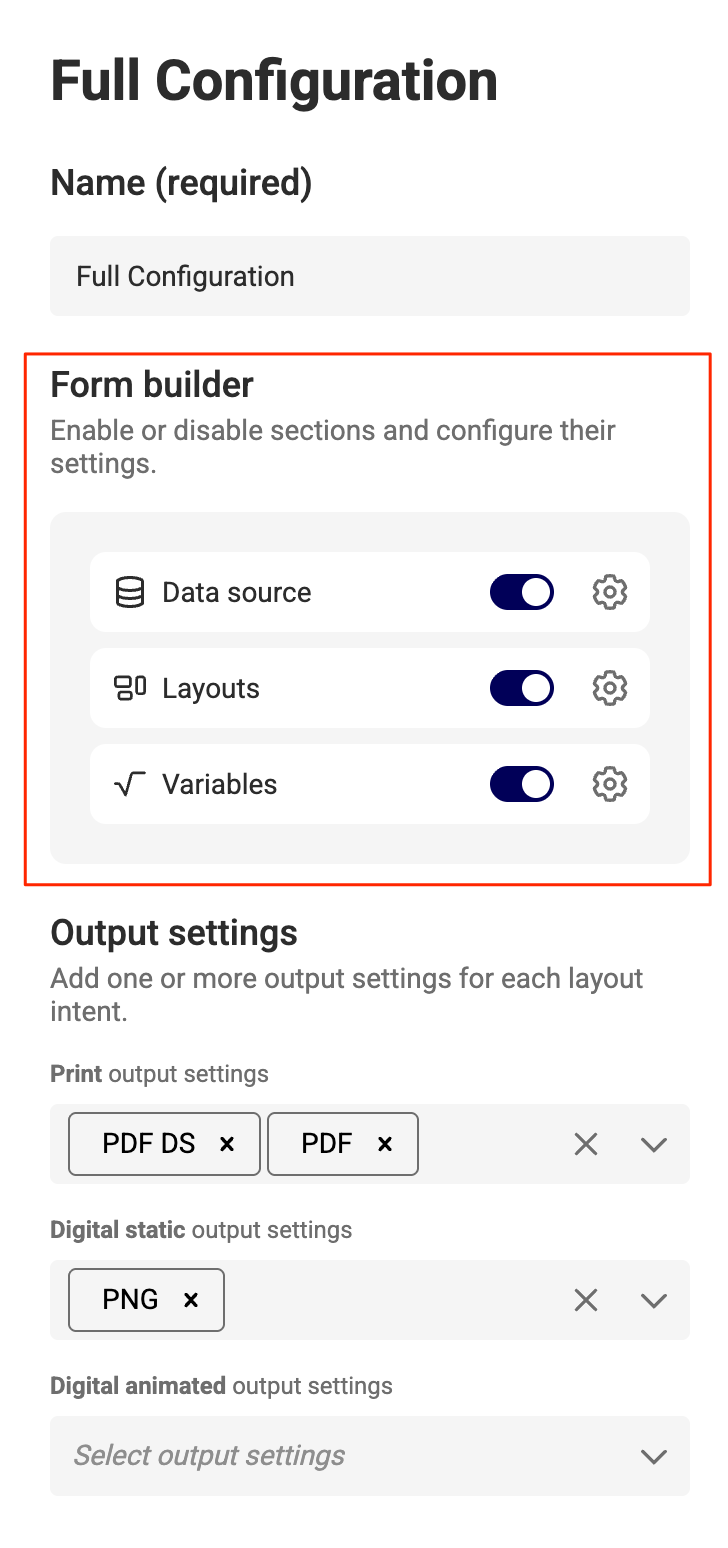 Full Configuration
Name (required)
Full Configuration
Form builder
Enable or disable sections and configure their
settings.
Data source
Layouts
Variables
Output settings
Add one or more output settings for each layout
intent.
Print output settings
PDF DS × PDF ×
Digital static output settings
PNG ×
Digital animated output settings
Select output settings